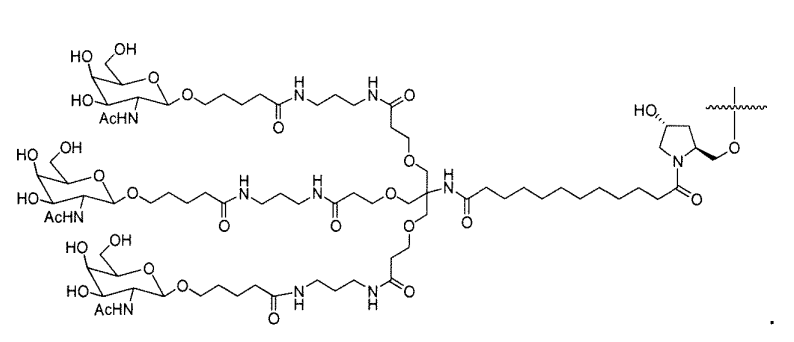 HO OH
O H H
HO O N N O
AcHN O HO
O
HO OH N O
O H H H
HO O N N O N O
AcHN O O O
HO OH O
O
HO O N N O
AcHN O H H
.